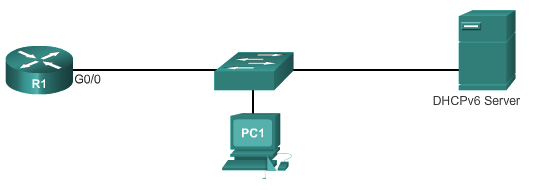 R1
G0/0
DHCPv6 Server
PC1